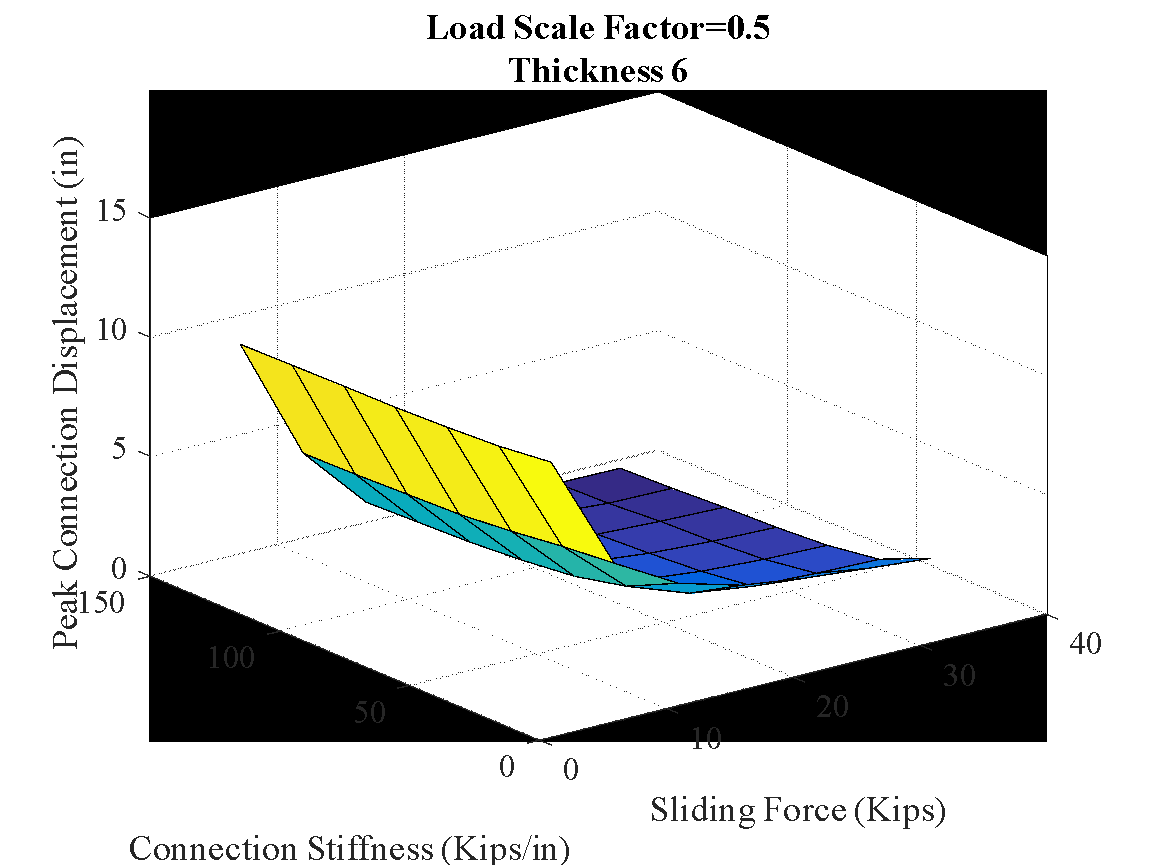 Load Scale Factor=0.5
Thickness 6
Peak Connection Displacement (in)
15
10
5
0
150
100
50
0
0
10
20
30
40
Sliding Force (Kips)
Connection Stiffness (Kips/in)